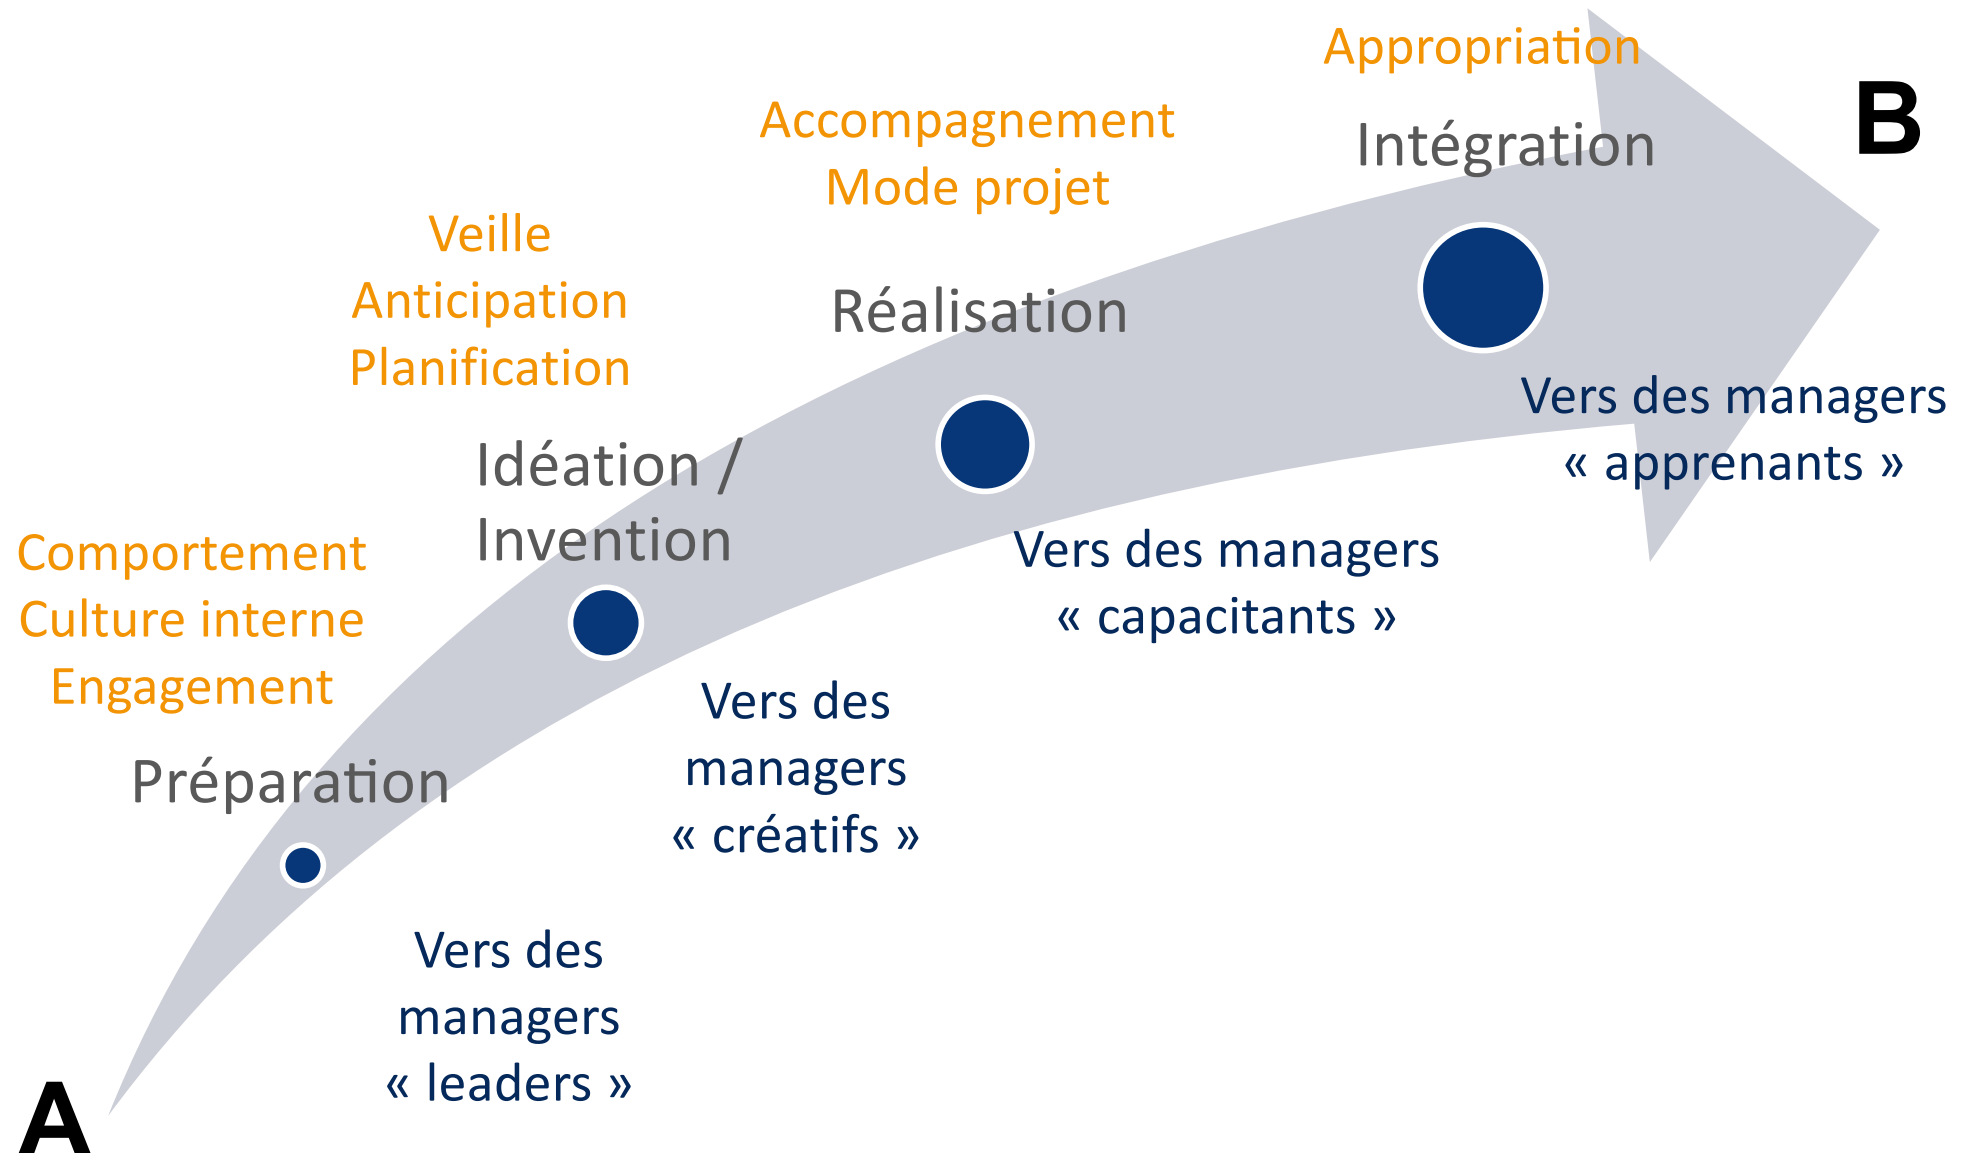 Appropriation
B
Intégration
Accompagnement
Mode projet
Veille
Anticipation
Planification
Réalisation
Vers des managers
« apprenants »
Idéation /
Invention
Comportement
Culture interne
Engagement
Vers des managers
« capacitants »
Préparation
Vers des
managers
« créatifs »
Vers des
managers
« leaders »
A